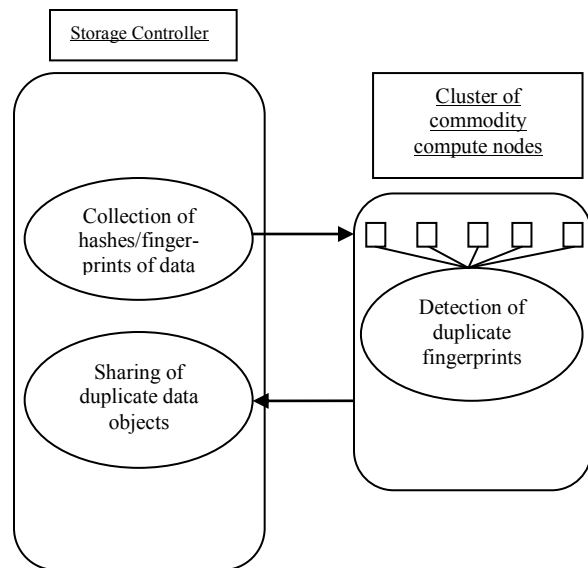 Storage Controller
Cluster of
commodity
compute nodes
Collection of
hashes/finger-
prints of data
Detection of
duplicate
fingerprints
Sharing of
duplicate data
objects